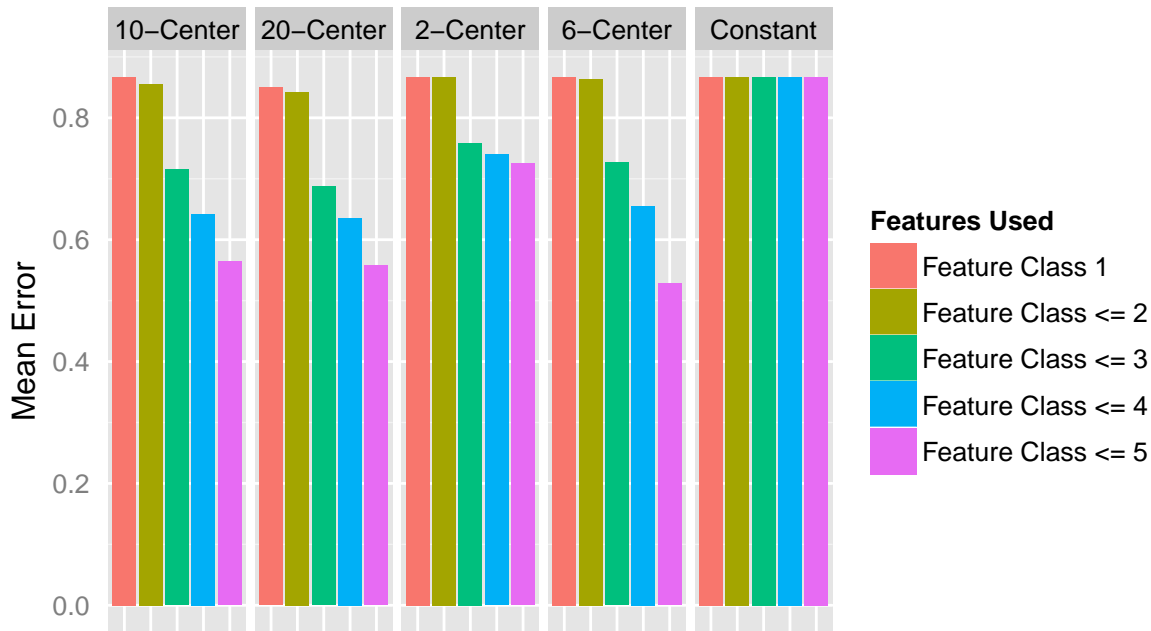 10−Center
20−Center
2−Center
6−Center
Constant
Mean Error
0.8
0.6
0.4
0.2
0.0
Features Used
Feature Class 1
Feature Class <= 2
Feature Class <= 3
Feature Class <= 4
Feature Class <= 5